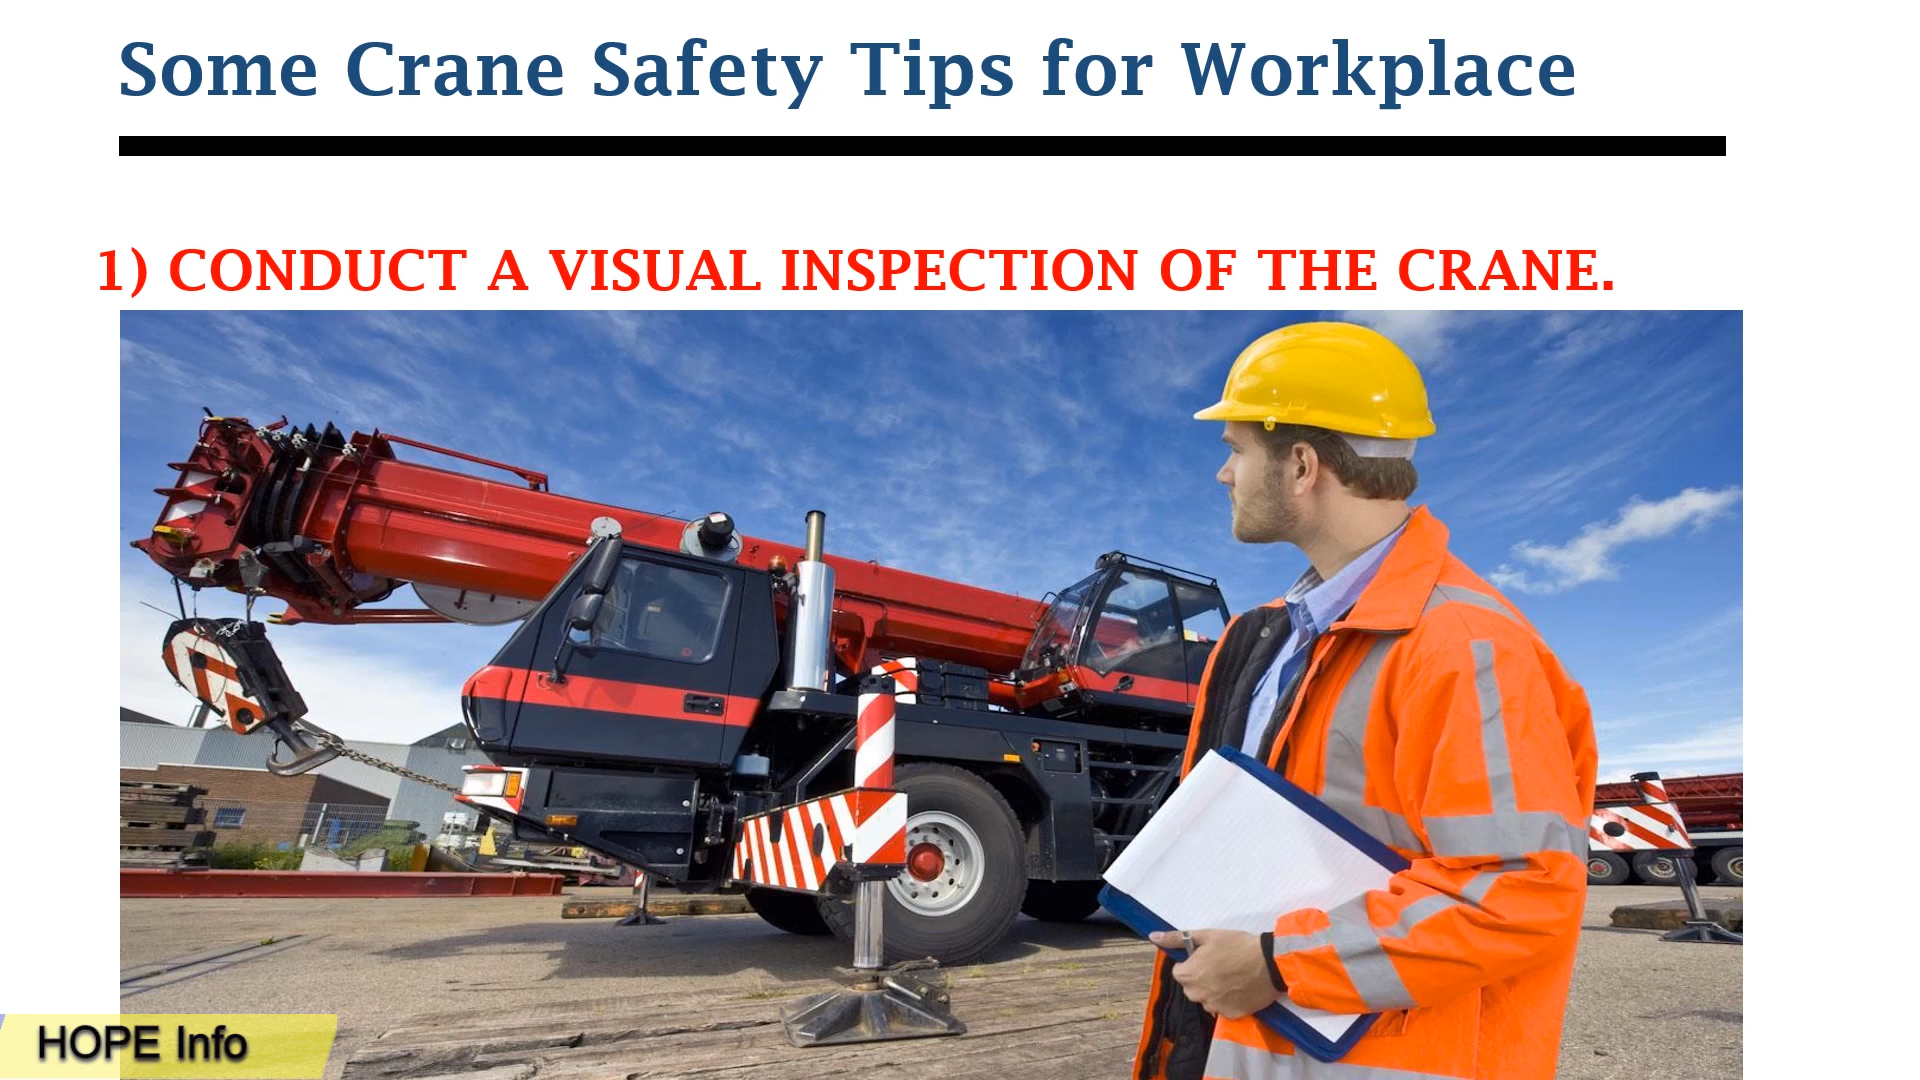 Some Crane Safety Tips for Workplace
1) CONDUCT A VISUAL INSPECTION OF THE CRANE.
HOPE Info